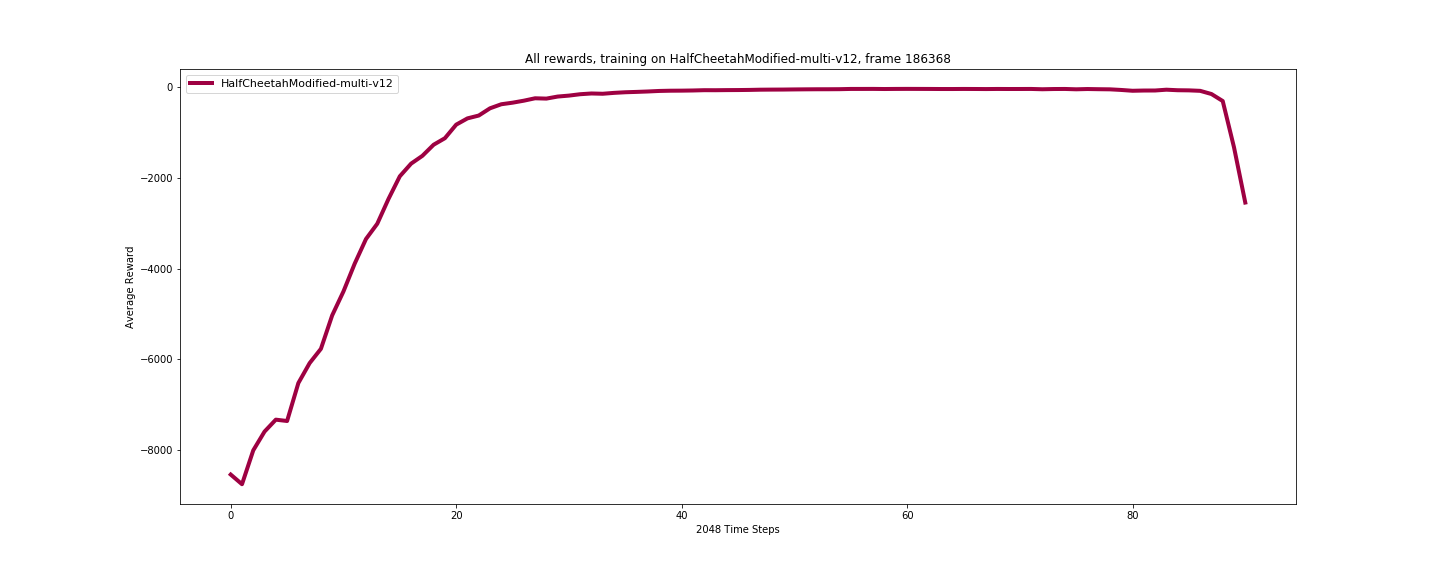 All rewards, training on HalfCheetahModified-multi-v12, frame 186368
HalfCheetahModified-multi-v12
0
−2000
−4000
−6000
−8000
Average Reward
0 20 40 60 80
2048 Time Steps